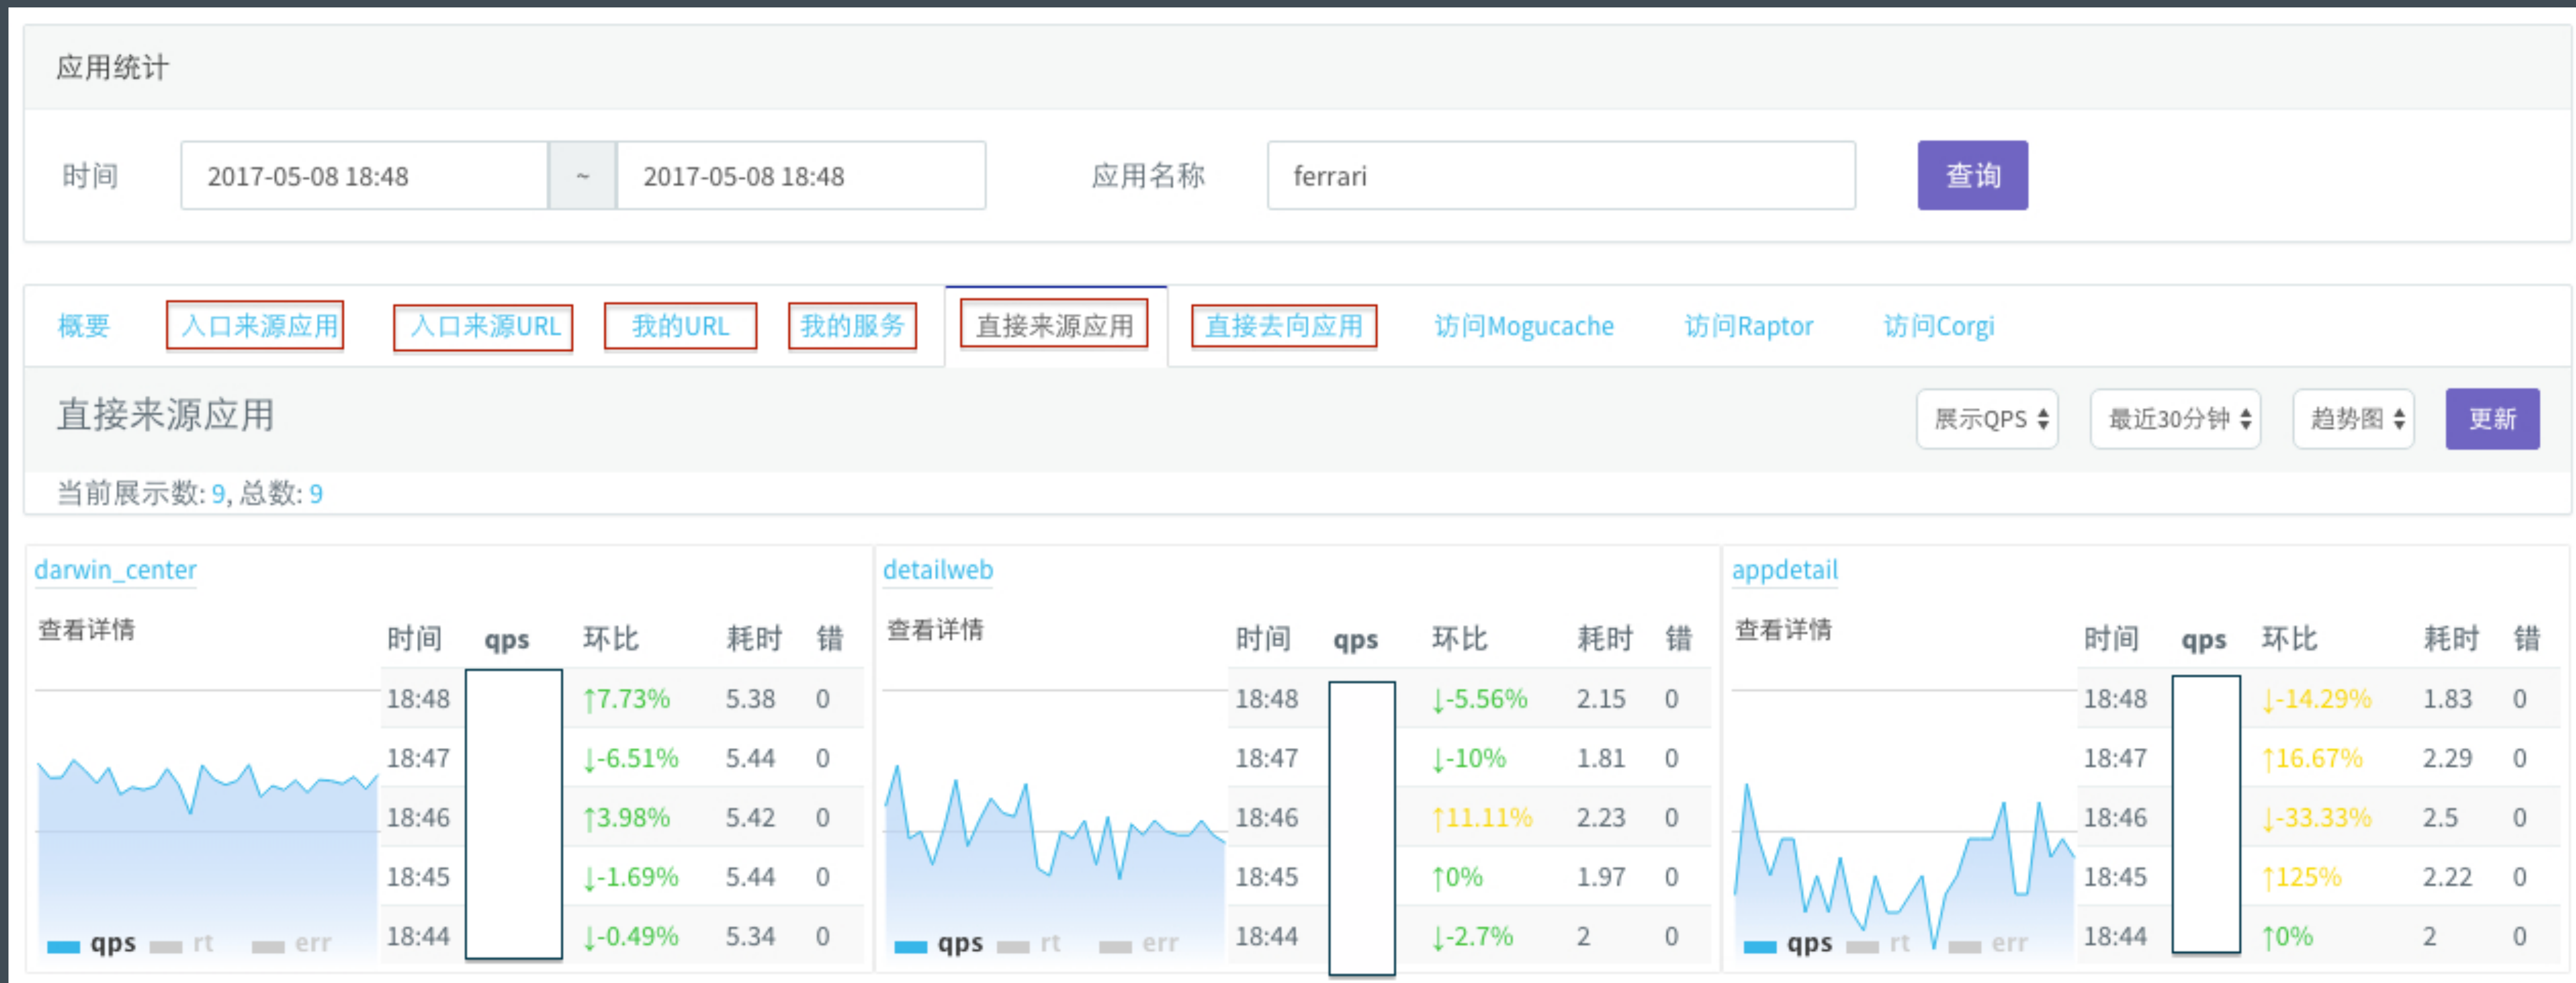 应用统计
时间 2017-05-08 18:48 ~ 2017-05-08 18:48 应用名称 ferrari 查询
概要 入口来源应用 入口来源URL 我的URL 我的服务 直接来源应用 直接去向应用 访问Mogucache 访问Raptor 访问Corgi
直接来源应用 展示QPS 最近30分钟 趋势图 更新
当前展示数: 9, 总数: 9
darwin_center
查看详情
时间 qps 环比 耗时 错
18:48 ↑7.73% 5.38 0
18:47 ↓-6.51% 5.44 0
18:46 ↑3.98% 5.42 0
18:45 ↓-1.69% 5.44 0
18:44 ↓-0.49% 5.34 0
qps rt err
detailweb
查看详情
时间 qps 环比 耗时 错
18:48 ↓-5.56% 2.15 0
18:47 ↓-10% 1.81 0
18:46 ↑11.11% 2.23 0
18:45 ↑0% 1.97 0
18:44 ↓-2.7% 2 0
qps rt err
appdetail
查看详情
时间 qps 环比 耗时 错
18:48 ↓-14.29% 1.83 0
18:47 ↑16.67% 2.29 0
18:46 ↓-33.33% 2.5 0
18:45 ↑125% 2.22 0
18:44 ↑0% 2 0
qps rt err